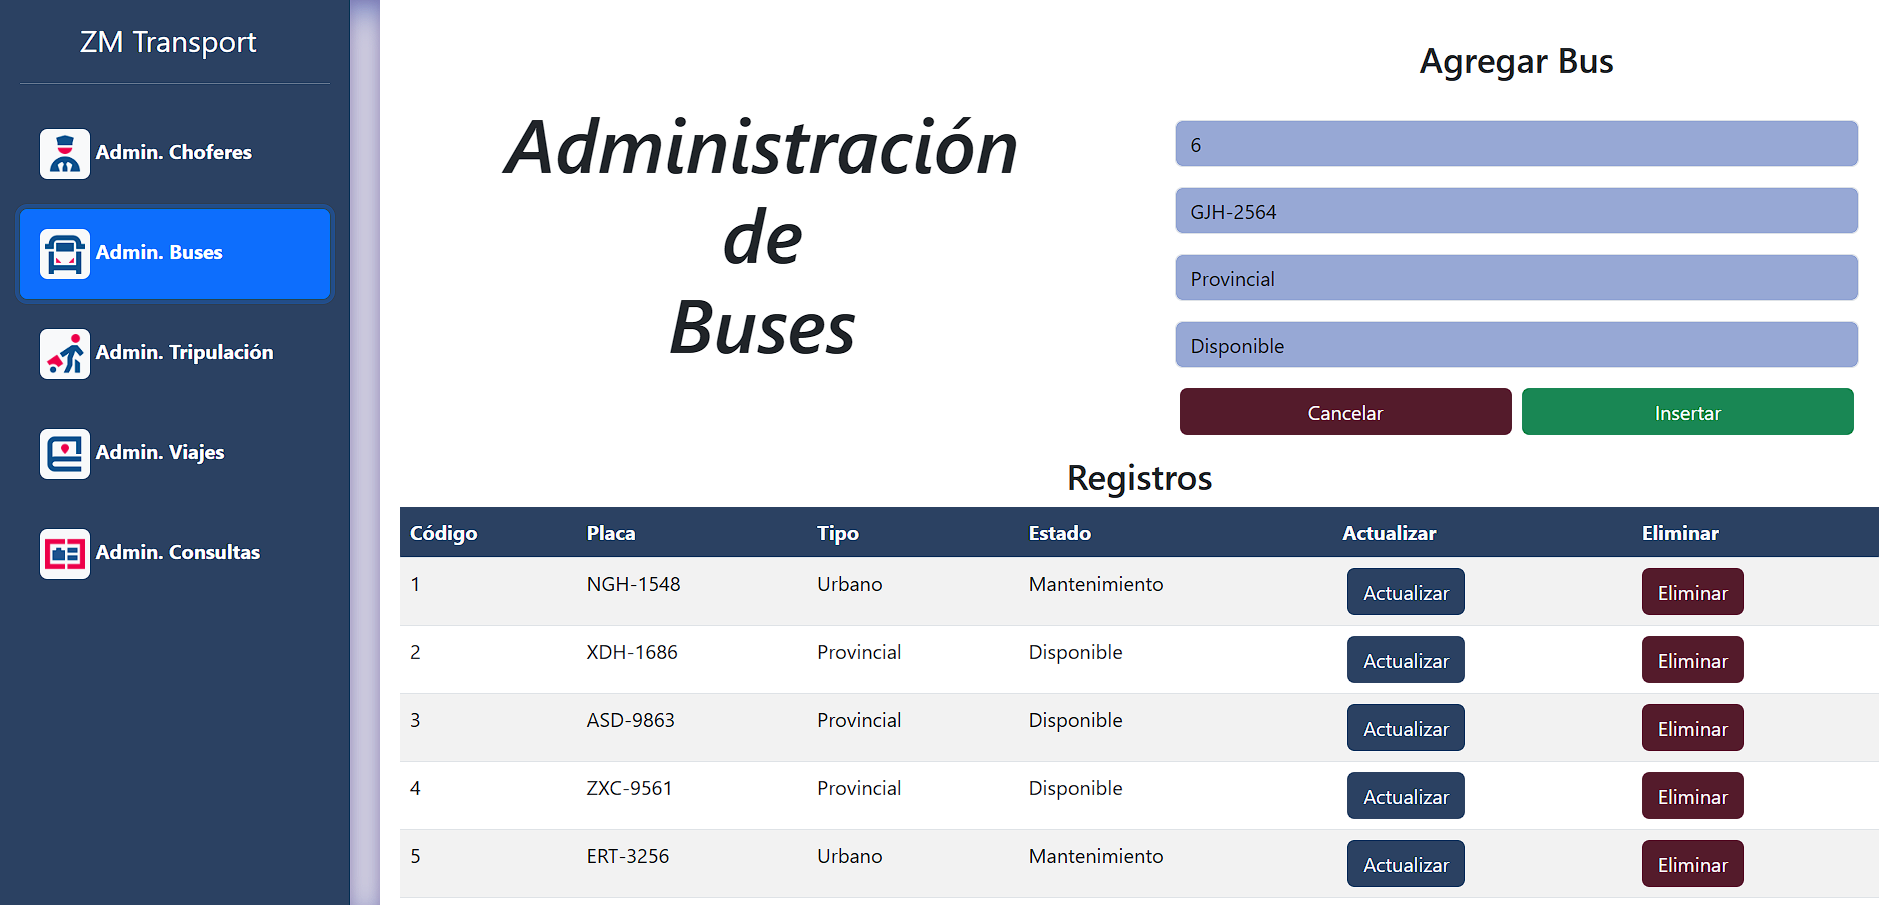 ZM Transport
Admin. Choferes
Admin. Buses
Admin. Tripulación
Admin. Viajes
Admin. Consultas
Administración
de
Buses
Agregar Bus
6
GJH-2564
Provincial
Disponible
Cancelar Insertar
Registros
Código Placa Tipo Estado Actualizar Eliminar
1 NGH-1548 Urbano Mantenimiento Actualizar Eliminar
2 XDH-1686 Provincial Disponible Actualizar Eliminar
3 ASD-9863 Provincial Disponible Actualizar Eliminar
4 ZXC-9561 Provincial Disponible Actualizar Eliminar
5 ERT-3256 Urbano Mantenimiento Actualizar Eliminar